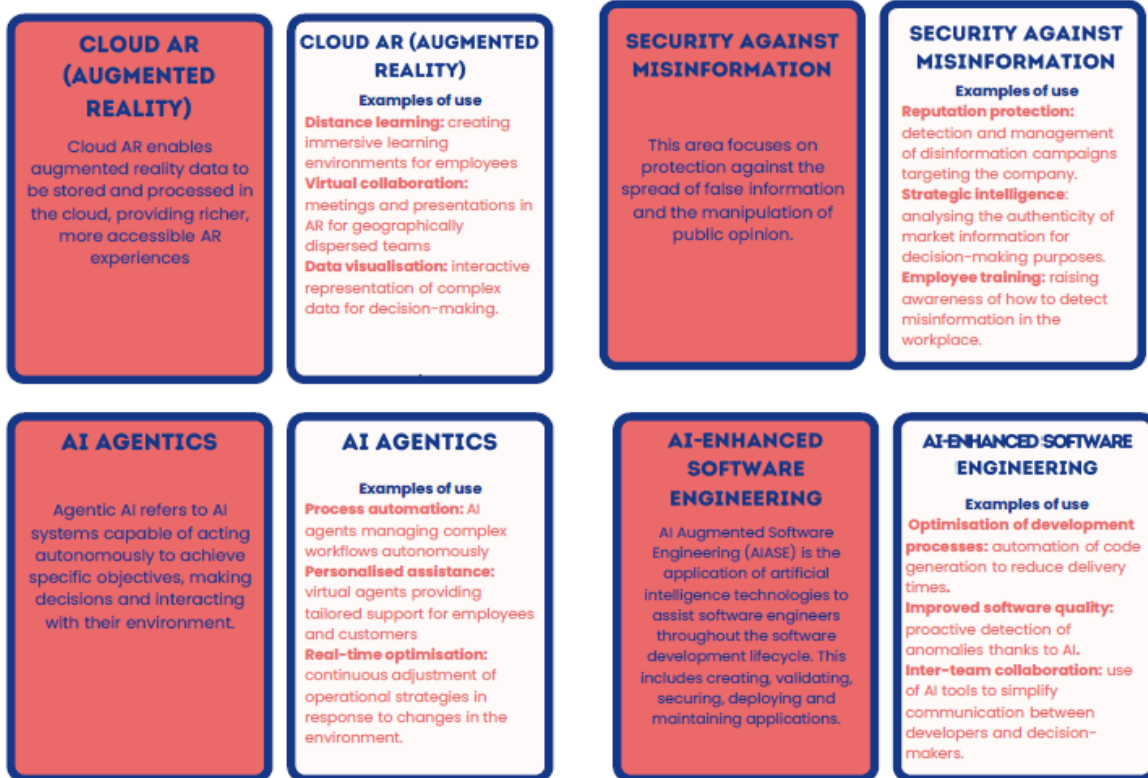 CLOUD AR
(AUGMENTED
REALITY)
Cloud AR enables
augmented reality data to
be stored and processed in
the cloud, providing richer,
more accessible AR
experiences
CLOUD AR (AUGMENTED
REALITY)
Examples of use
Distance learning: creating
immersive learning
environments for employees
Virtual collaboration:
meetings and presentations in
AR for geographically
dispersed teams
Data visualisation: interactive
representation of complex
data for decision-making.
SECURITY AGAINST
MISINFORMATION
This area focuses on
protection against the
spread of false information
and the manipulation of
public opinion.
SECURITY AGAINST
MISINFORMATION
Examples of use
Reputation protection:
detection and management
of disinformation campaigns
targeting the company.
Strategic intelligence:
analysing the authenticity of
market information for
decision-making purposes.
Employee training: raising
awareness of how to detect
misinformation in the
workplace.
AI AGENTICS
Agentic AI refers to AI
systems capable of acting
autonomously to achieve
specific objectives, making
decisions and interacting
with their environment.
AI AGENTICS
Examples of use
Process automation: AI
agents managing complex
workflows autonomously
Personalised assistance:
virtual agents providing
tailored support for employees
and customers
Real-time optimisation:
continuous adjustment of
operational strategies in
response to changes in the
environment.
AI-ENHANCED
SOFTWARE
ENGINEERING
AI Augmented Software
Engineering (AIASE) is the
application of artificial
intelligence technologies to
assist software engineers
throughout the software
development lifecycle. This
includes creating, validating,
securing, deploying and
maintaining applications.
AI-ENHANCED SOFTWARE
ENGINEERING
Examples of use
Optimisation of development
processes: automation of code
generation to reduce delivery
times.
Improved software quality:
proactive detection of
anomalies thanks to AI.
Inter-team collaboration: use
of AI tools to simplify
communication between
developers and decision-
makers.